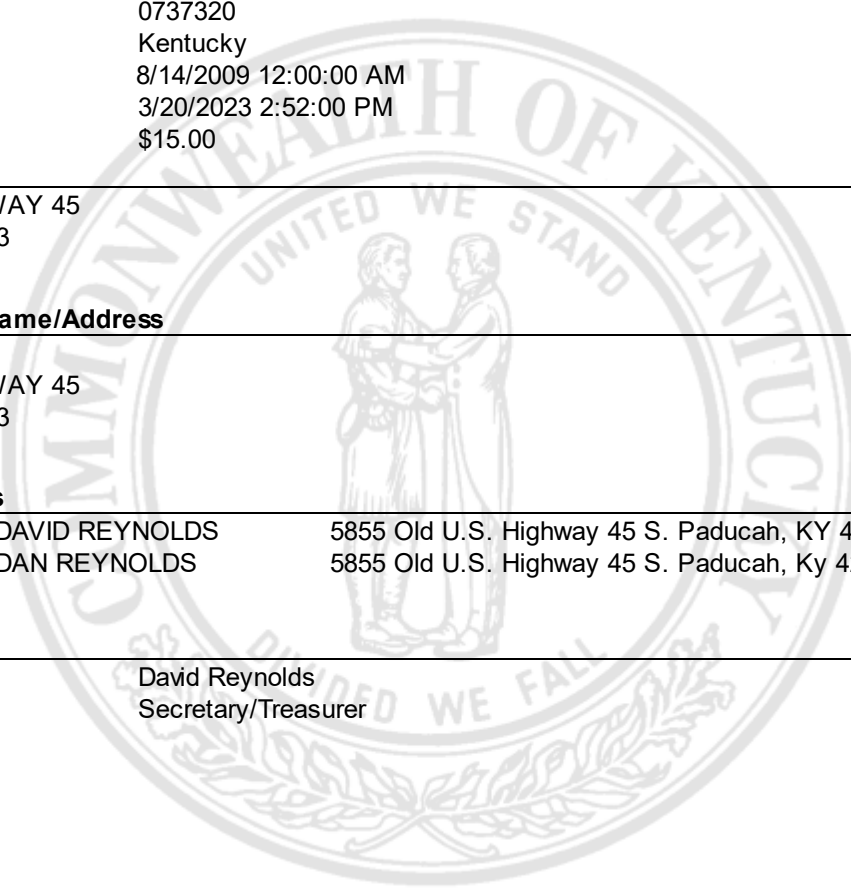 0737320
Kentucky
8/14/2009 12:00:00 AM
3/20/2023 2:52:00 PM
$15.00
WAY 45
3
ame/Address
WAY 45
3
s
DAVID REYNOLDS 5855 Old U.S. Highway 45 S. Paducah, KY 4
DAN REYNOLDS 5855 Old U.S. Highway 45 S. Paducah, Ky 4
David Reynolds
Secretary/Treasurer
COMMONWEALTH OF KENTUCKY
UNITED WE STAND
DIVIDED WE FALL